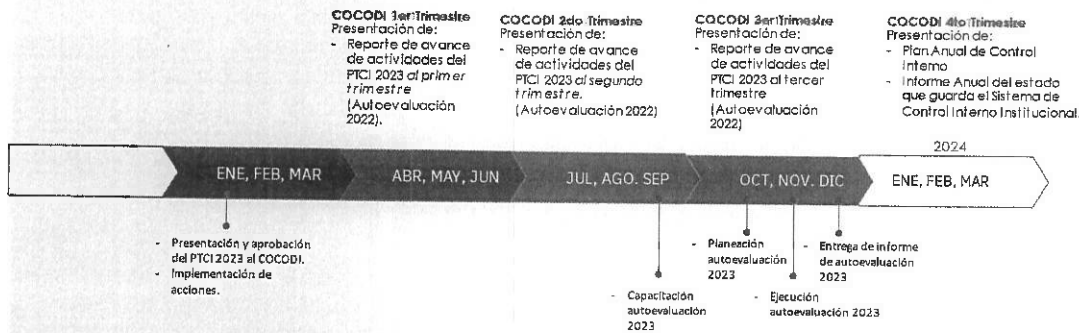 COCODI 1er Trimestre
Presentación de:
- Reporte de avance
de actividades del
PTCI 2023 al primer
trimestre
(Autoevaluación
2022).
COCODI 2do Trimestre
Presentación de:
- Reporte de avance
de actividades del
PTCI 2023 al segundo
trimestre.
(Autoevaluación 2022)
COCODI 3er Trimestre
Presentación de:
- Reporte de avance
de actividades del
PTCI 2023 al tercer
trimestre
(Autoevaluación
2022)
COCODI 4to Trimestre
Presentación de:
- Plan Anual de Control
Interno
- Informe Anual del estado
que guarda el Sistema de
Control Interno Institucional.
2024
ENE, FEB, MAR
ABR, MAY, JUN
JUL, AGO. SEP
OCT, NOV. DIC
ENE, FEB, MAR
- Presentación y aprobación
del PTCI 2023 al COCODI.
- Implementación de
acciones.
- Capacitación
autoevaluación
2023
- Planeación
autoevaluación
2023
- Ejecución
autoevaluación 2023
- Entrega de informe
de autoevaluación
2023